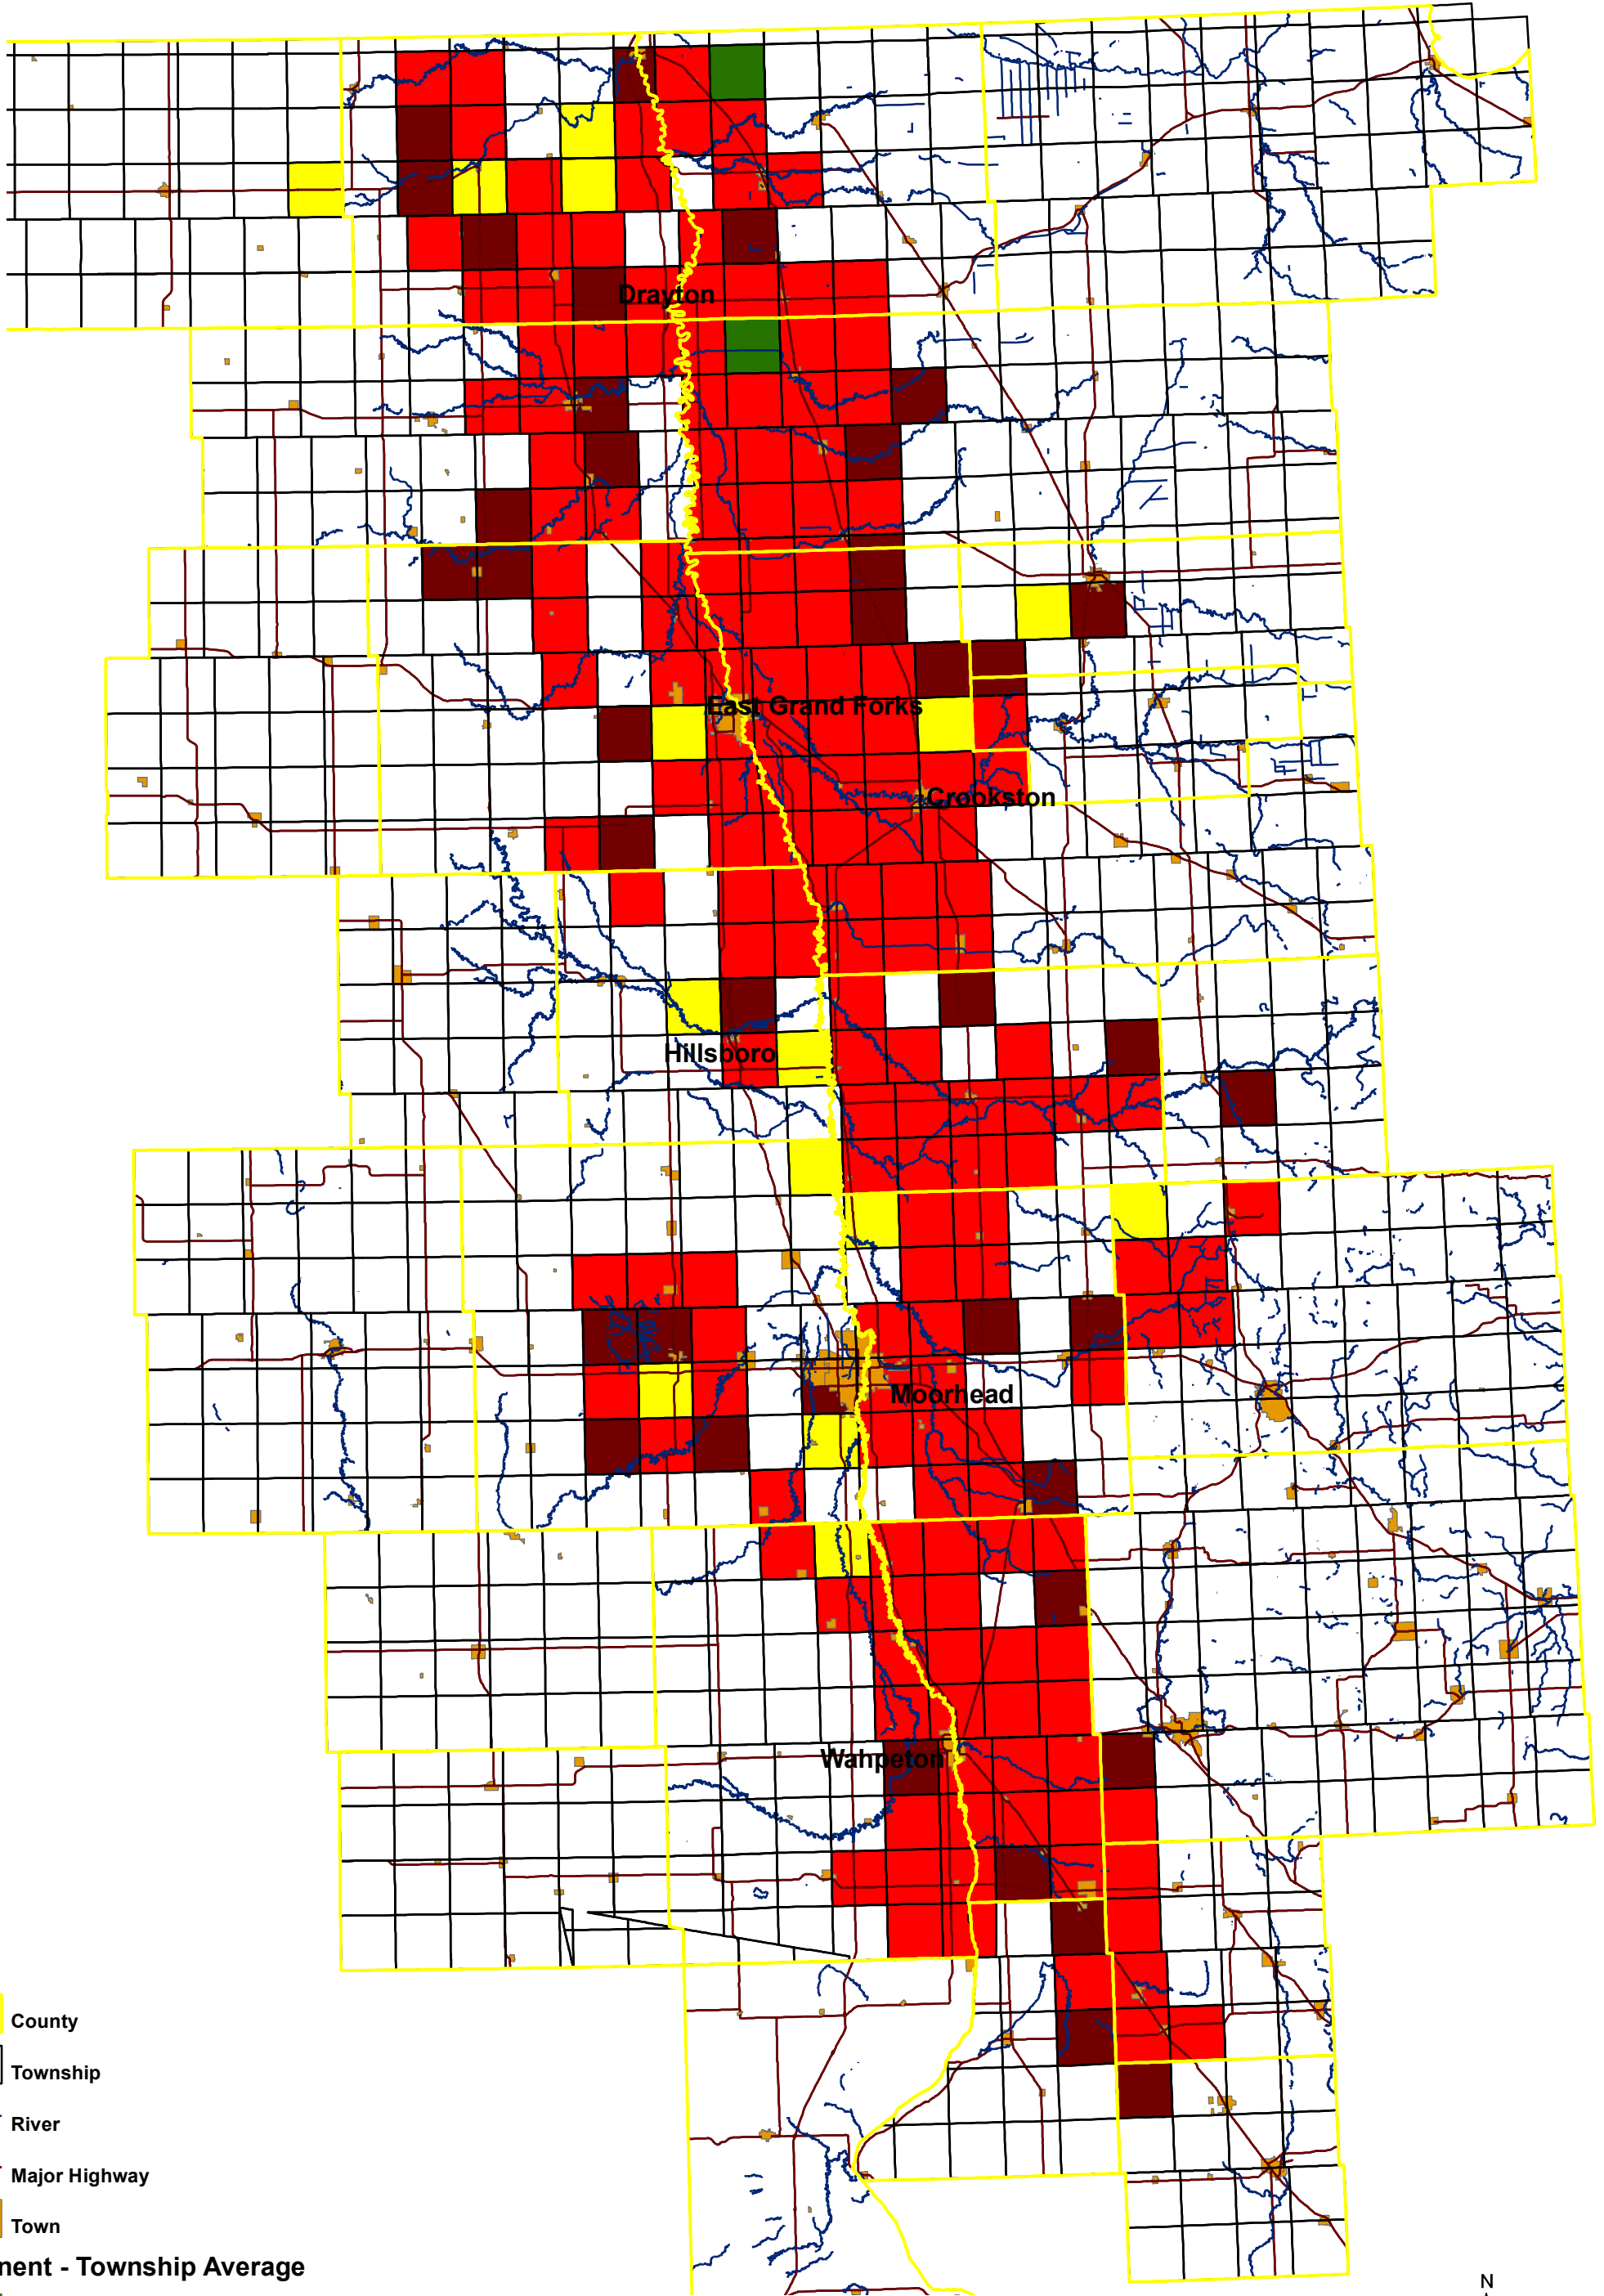 Drayton
East Grand Forks
Crookston
Hillsboro
Moorhead
Wahpeton
County
Township
River
Major Highway
Town
nent - Township Average
N